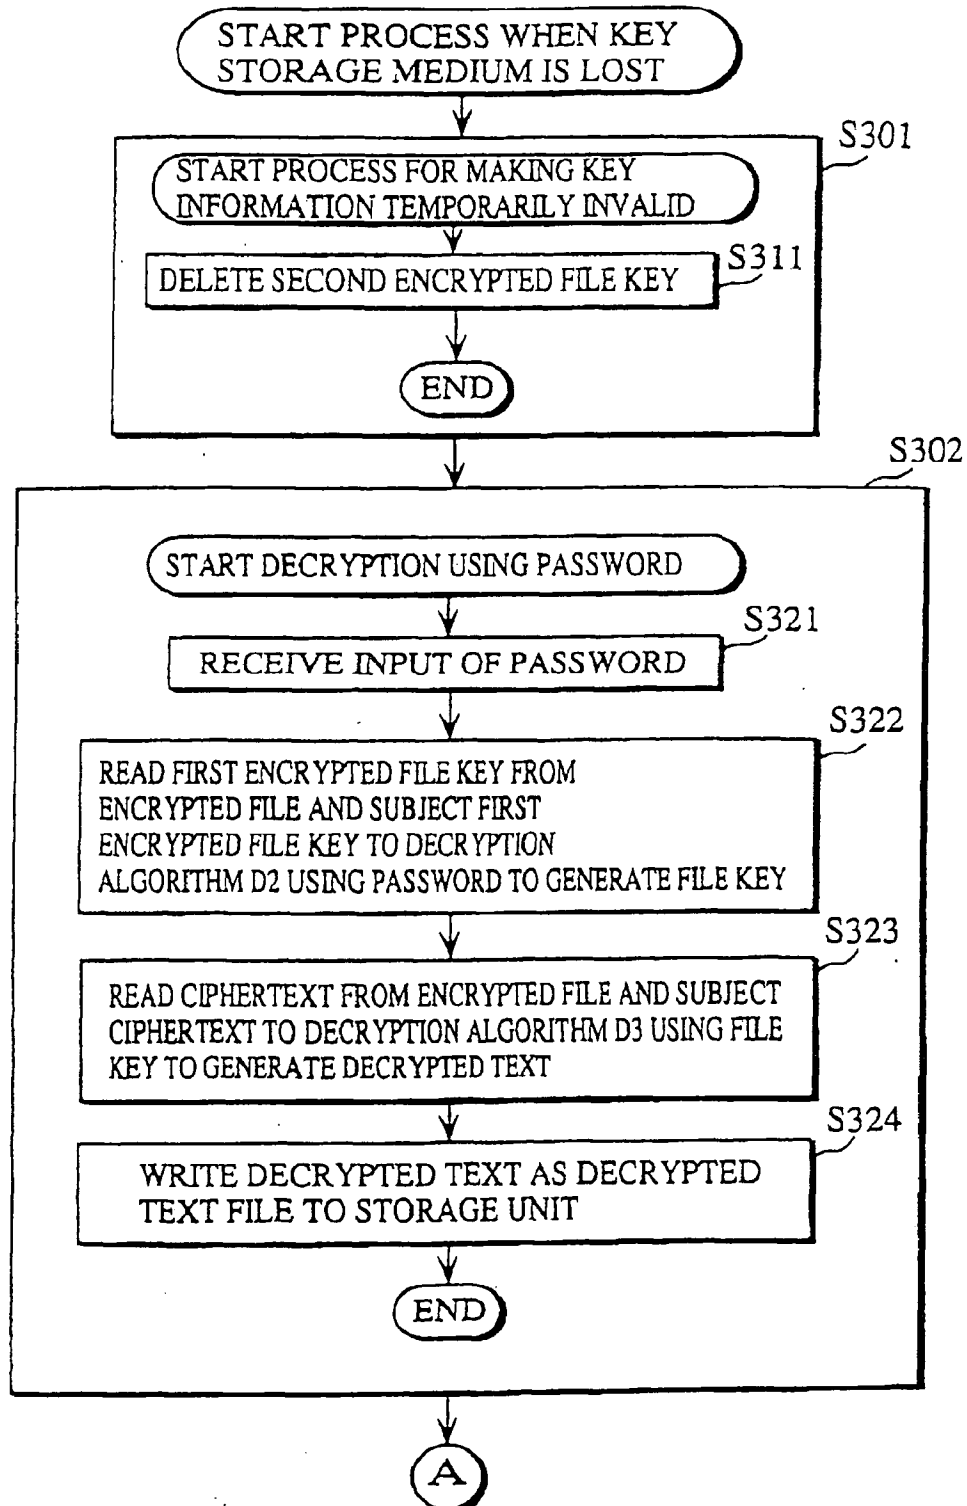 START PROCESS WHEN KEY
STORAGE MEDIUM IS LOST
S301
START PROCESS FOR MAKING KEY
INFORMATION TEMPORARILY INVALID
S311
DELETE SECOND ENCRYPTED FILE KEY
END
S302
START DECRYPTION USING PASSWORD
S321
RECEIVE INPUT OF PASSWORD
S322
READ FIRST ENCRYPTED FILE KEY FROM
ENCRYPTED FILE AND SUBJECT FIRST
ENCRYPTED FILE KEY TO DECRYPTION
ALGORITHM D2 USING PASSWORD TO GENERATE FILE KEY
S323
READ CIPHERTEXT FROM ENCRYPTED FILE AND SUBJECT
CIPHERTEXT TO DECRYPTION ALGORITHM D3 USING FILE
KEY TO GENERATE DECRYPTED TEXT
S324
WRITE DECRYPTED TEXT AS DECRYPTED
TEXT FILE TO STORAGE UNIT
END
A